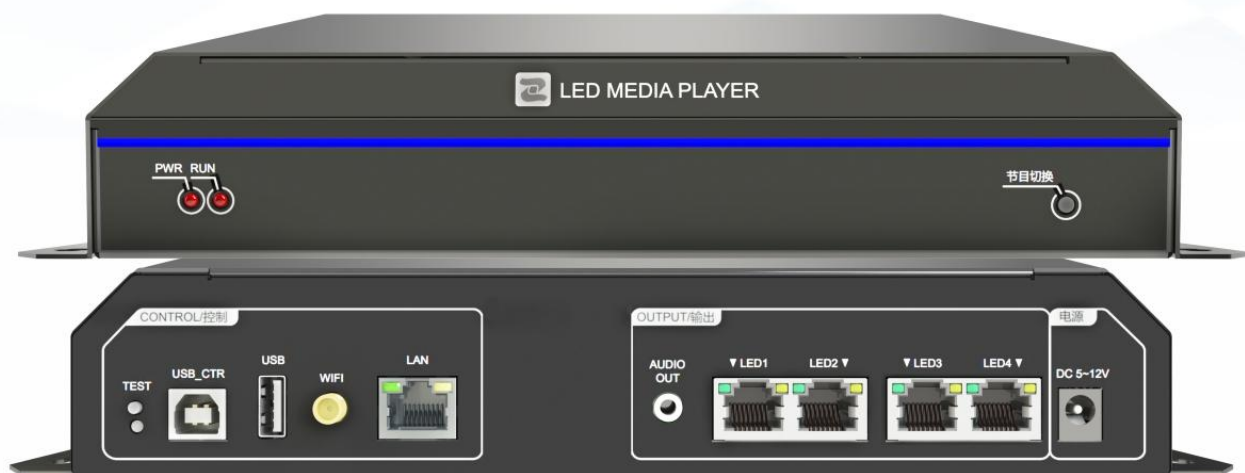 LED MEDIA PLAYER
PWR RUN
节目切换
CONTROL/控制
OUTPUT/输出
电源
TEST
USB_CTR
USB
WIFI
LAN
AUDIO
OUT
▼ LED1
LED2 ▼
▼ LED3
LED4 ▼
DC 5~12V